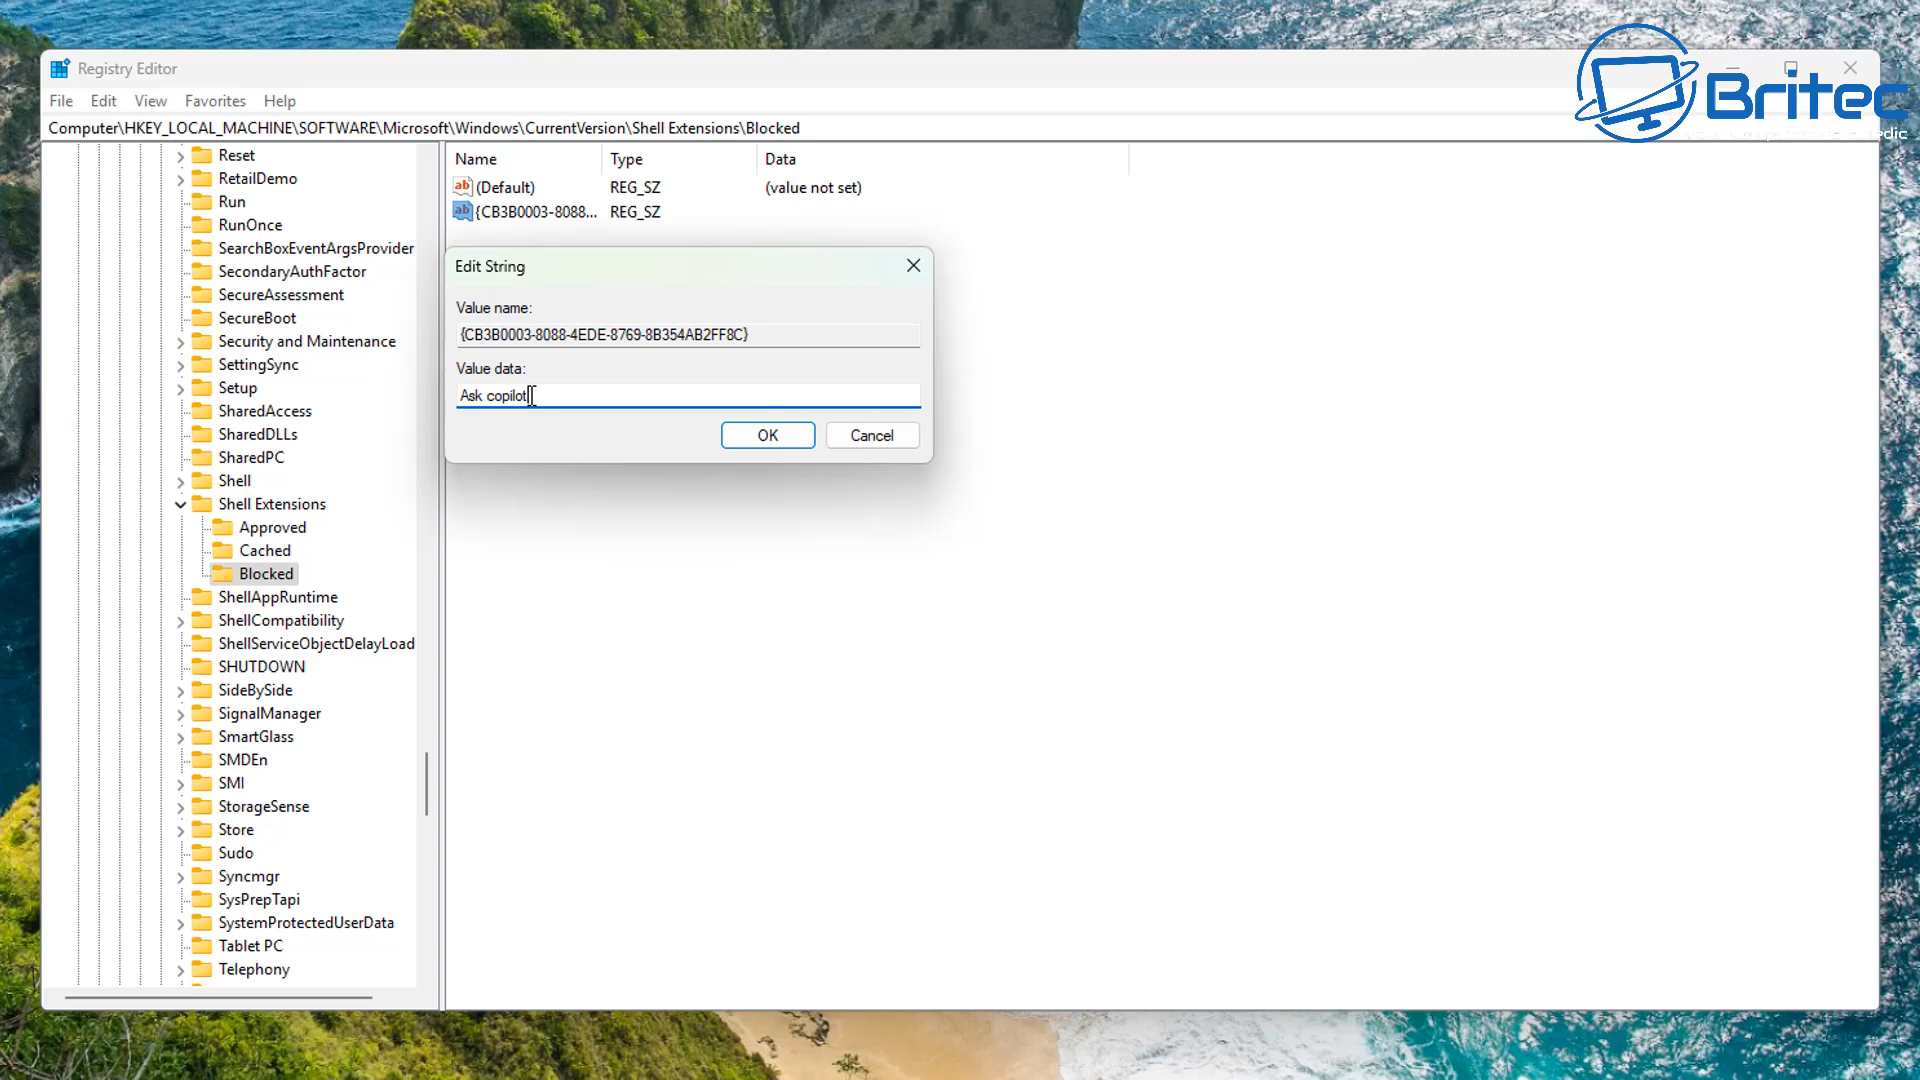 Registry Editor
File Edit View Favorites Help
Computer\HKEY_LOCAL_MACHINE\SOFTWARE\Microsoft\Windows\CurrentVersion\Shell Extensions\Blocked
Britec
edic
Reset
RetailDemo
Run
RunOnce
SearchBoxEventArgsProvider
SecondaryAuthFactor
SecureAssessment
SecureBoot
Security and Maintenance
SettingSync
Setup
SharedAccess
SharedDLLs
SharedPC
Shell
Shell Extensions
Approved
Cached
Blocked
ShellAppRuntime
ShellCompatibility
ShellServiceObjectDelayLoad
SHUTDOWN
SideBySide
SignalManager
SmartGlass
SMDEn
SMI
StorageSense
Store
Sudo
Syncmgr
SysPrepTapi
SystemProtectedUserData
Tablet PC
Telephony
Name Type Data
ab (Default) REG_SZ (value not set)
ab {CB3B0003-8088... REG_SZ
Edit String
Value name:
{CB3B0003-8088-4EDE-8769-8B354AB2FF8C}
Value data:
Ask copilot
OK Cancel